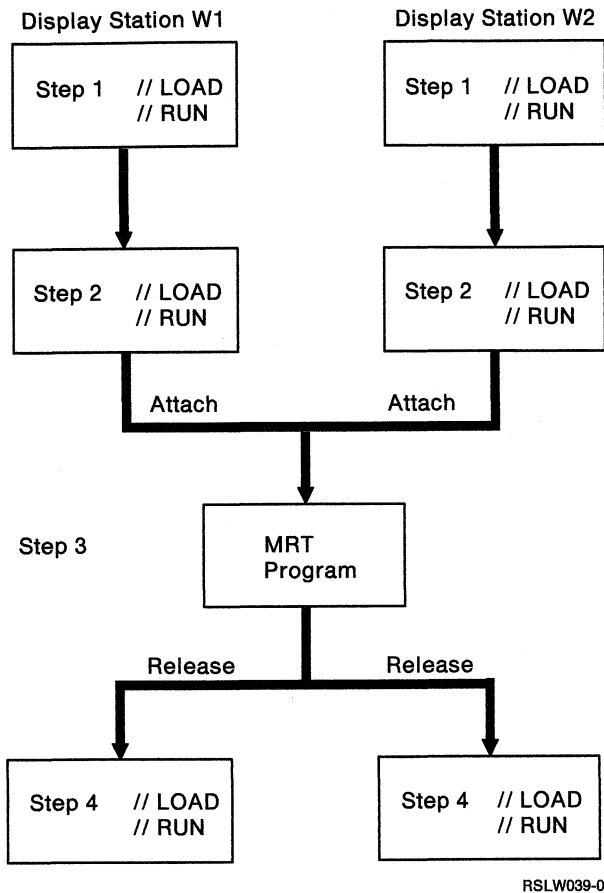 Display Station W1
Display Station W2
Step 1 // LOAD
// RUN
Step 1 // LOAD
// RUN
Step 2 // LOAD
// RUN
Step 2 // LOAD
// RUN
Attach
Attach
Step 3
MRT
Program
Release
Release
Step 4 // LOAD
// RUN
Step 4 // LOAD
// RUN
RSLW039-0